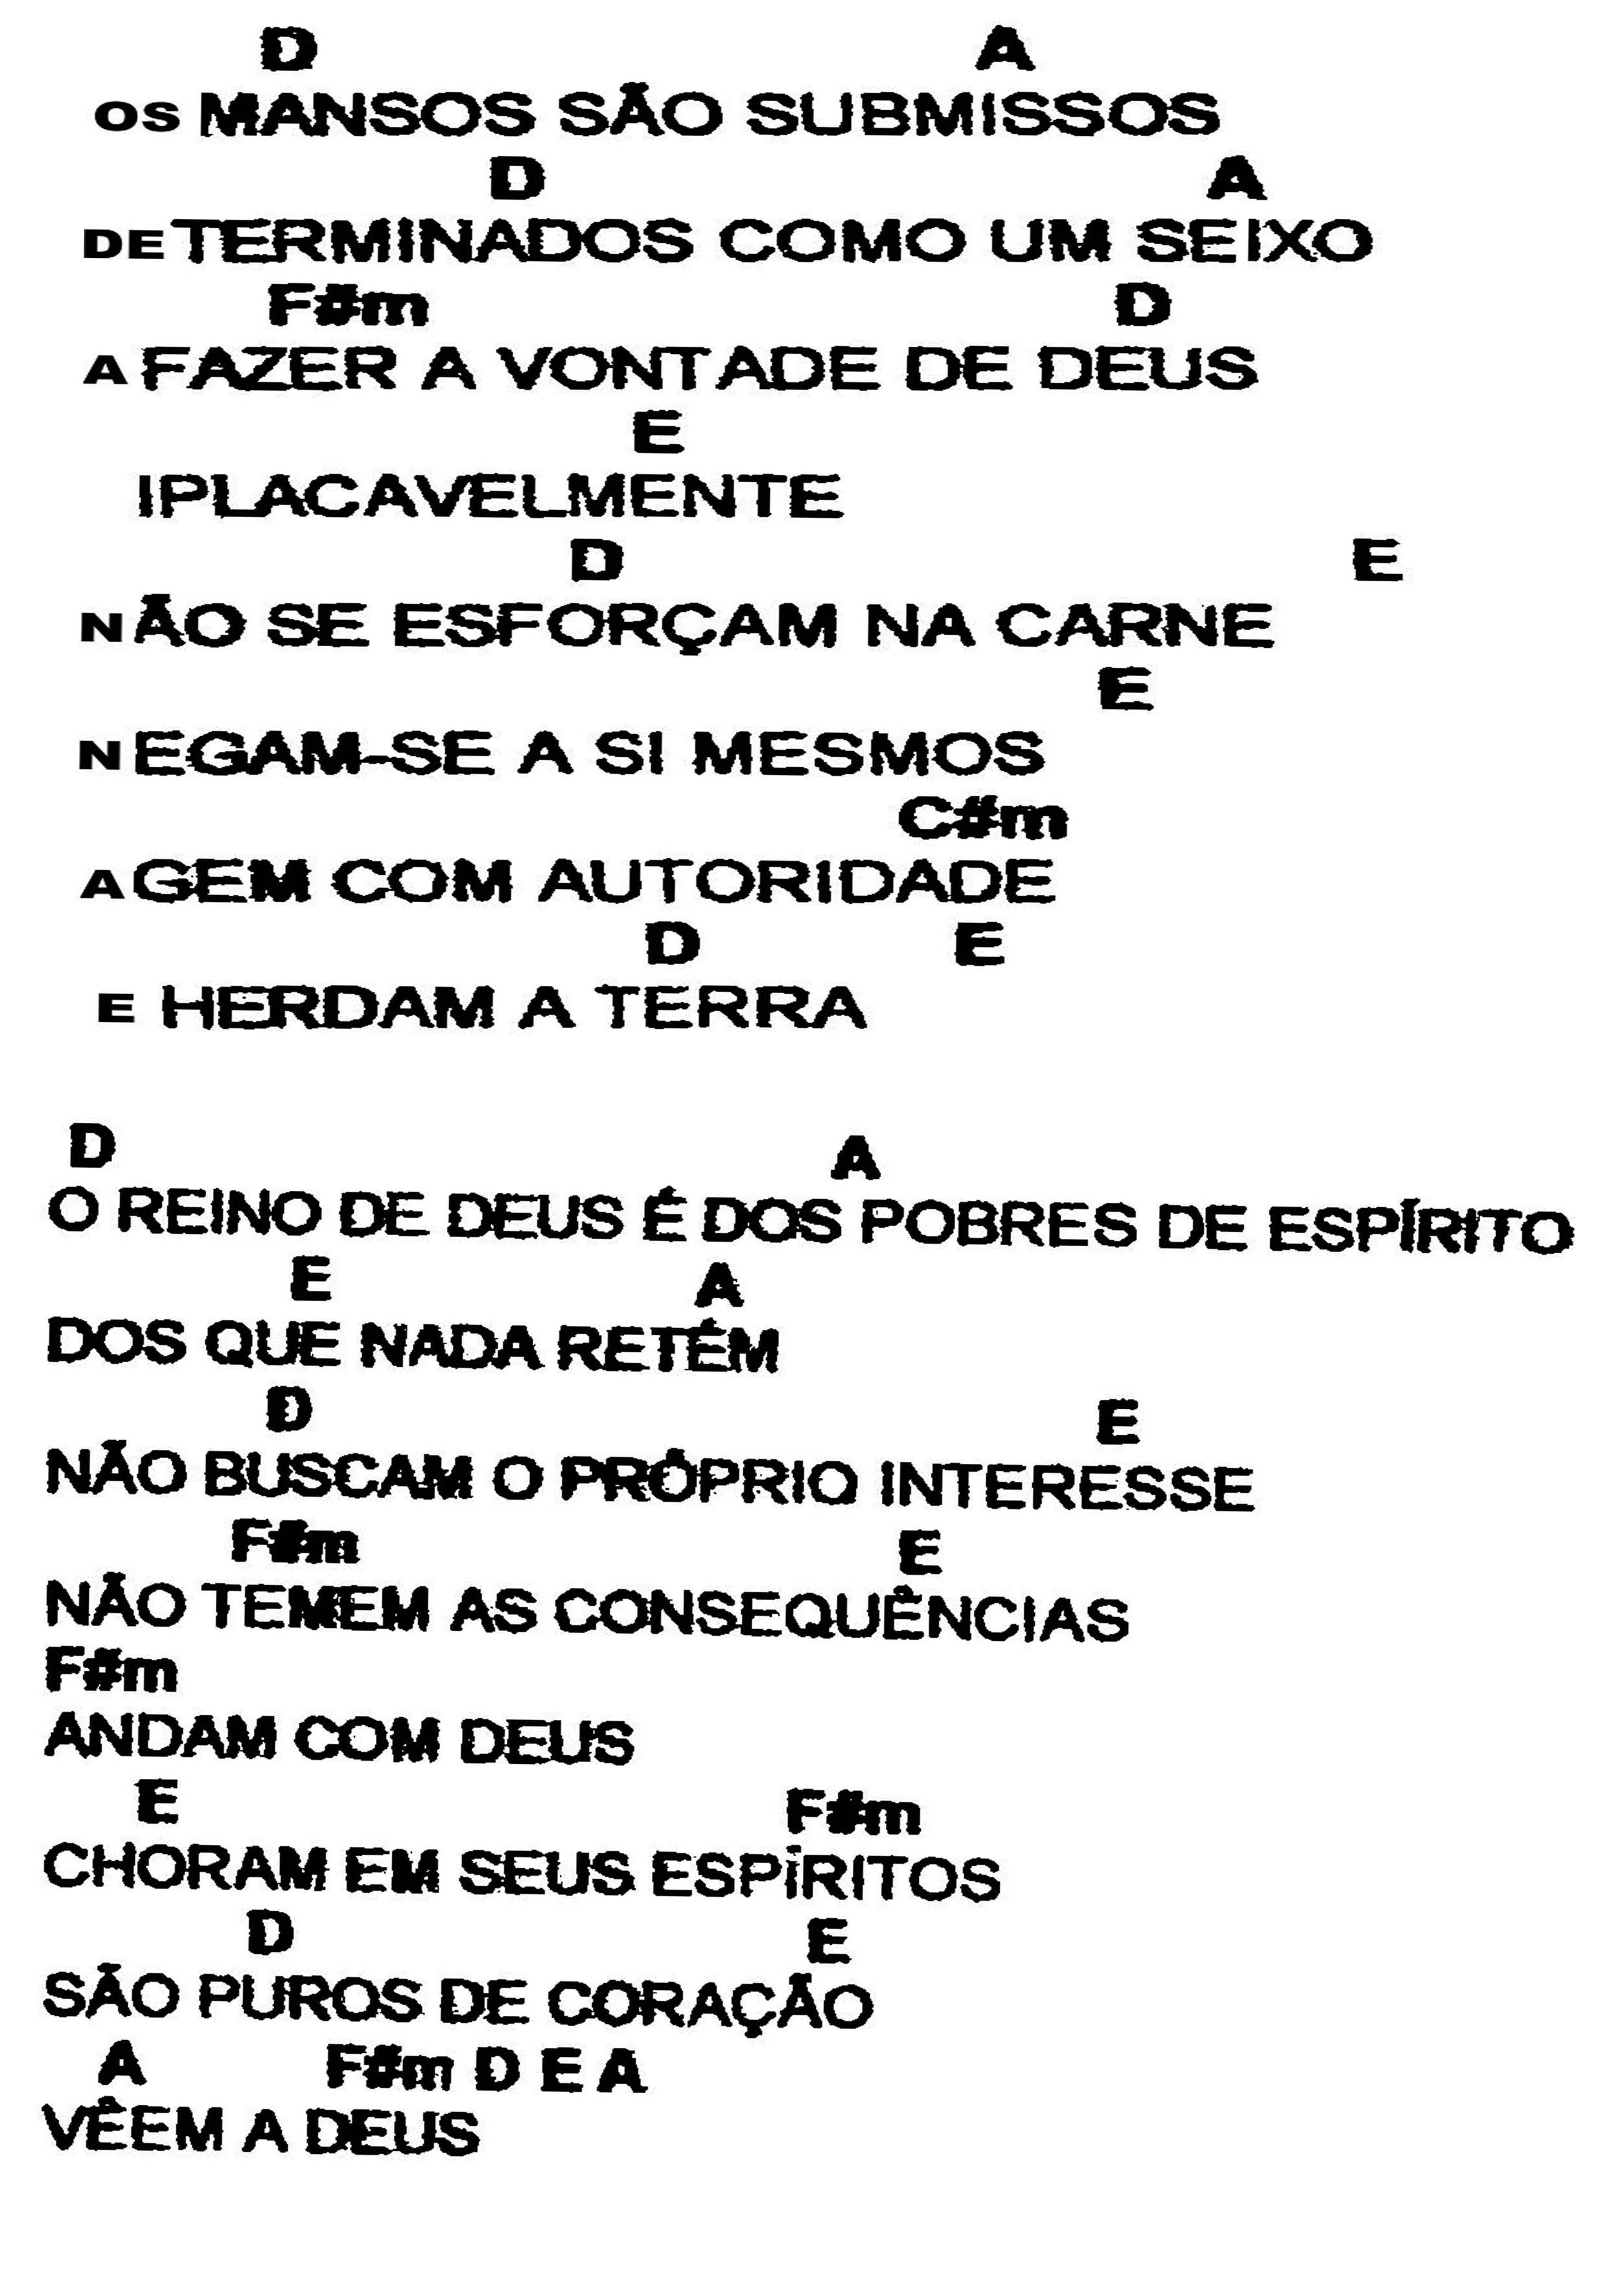 D A
OS MANSOS SÃO SUBMISSOS
D A
DETERMINADOS COMO UM SEIXO
F#m D
A FAZER A VONTADE DE DEUS
E
IPLACAVELMENTE
D E
NÃO SE ESFORÇAM NA CARNE
E
NEGAM-SE A SI MESMOS
C#m
AGEM COM AUTORIDADE
D E
E HERDAM A TERRA
D A
O REINO DE DEUS É DOS POBRES DE ESPÍRITO
E A
DOS QUE NADA RETÉM
D E
NÃO BUSCAM O PRÓPRIO INTERESSE
F#m E
NÃO TEMEM AS CONSEQUÊNCIAS
F#m
ANDAM COM DEUS
E F#m
CHORAM EM SEUS ESPÍRITOS
D E
SÃO PUROS DE CORAÇÃO
A F#m D E A
VÊEM A DEUS